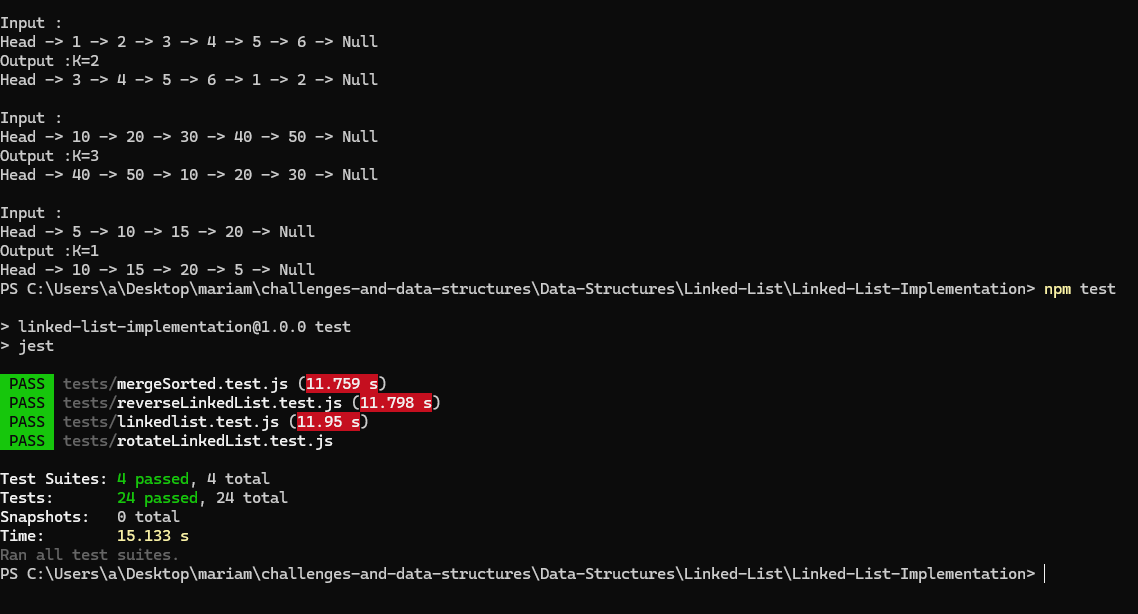 Input :
Head -> 1 -> 2 -> 3 -> 4 -> 5 -> 6 -> Null
Output :K=2
Head -> 3 -> 4 -> 5 -> 6 -> 1 -> 2 -> Null
Input :
Head -> 10 -> 20 -> 30 -> 40 -> 50 -> Null
Output :K=3
Head -> 40 -> 50 -> 10 -> 20 -> 30 -> Null
Input :
Head -> 5 -> 10 -> 15 -> 20 -> Null
Output :K=1
Head -> 10 -> 15 -> 20 -> 5 -> Null
PS C:\Users\a\Desktop\mariam\challenges-and-data-structures\Data-Structures\Linked-List\Linked-List-Implementation> npm test
> linked-list-implementation@1.0.0 test
> jest
PASS tests/mergeSorted.test.js (11.759 s)
PASS tests/reverseLinkedList.test.js (11.798 s)
PASS tests/linkedlist.test.js (11.95 s)
PASS tests/rotateLinkedList.test.js
Test Suites: 4 passed, 4 total
Tests: 24 passed, 24 total
Snapshots: 0 total
Time: 15.133 s
Ran all test suites.
PS C:\Users\a\Desktop\mariam\challenges-and-data-structures\Data-Structures\Linked-List\Linked-List-Implementation>